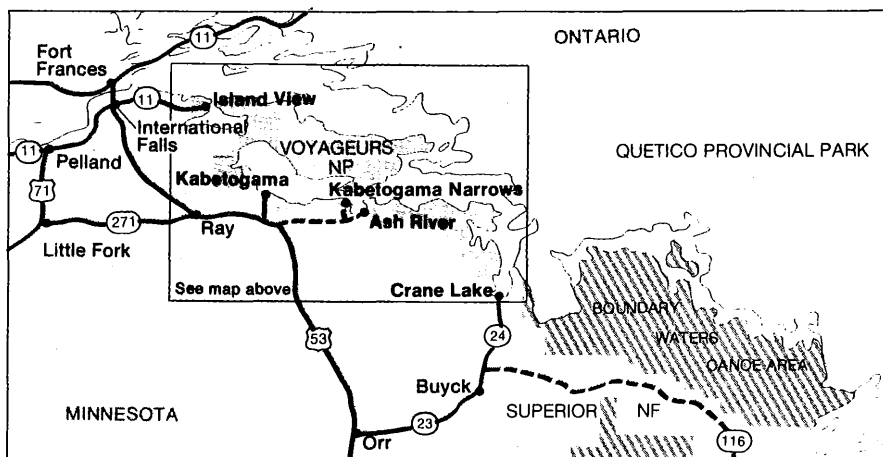 11
ONTARIO
Fort
Frances
11
Island View
International
Falls
VOYAGEURS
NP
QUETICO PROVINCIAL PARK
11
Pelland
Kabetogama
Kabetogama Narrows
71
Ash River
271
Ray
Little Fork
See map above
Crane Lake
BOUNDARY
WATERS
CANOE AREA
53
24
Buyck
MINNESOTA
SUPERIOR NF
23
Orr
116